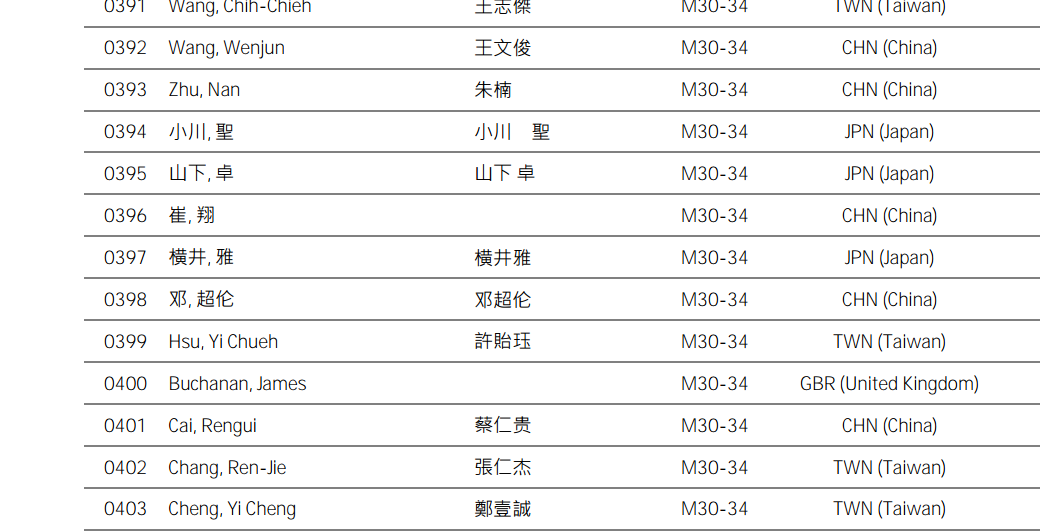 0391 Wang, Chih-Chieh 王志傑 M30-34 TWN (Taiwan)
0392 Wang, Wenjun 王文俊 M30-34 CHN (China)
0393 Zhu, Nan 朱楠 M30-34 CHN (China)
0394 小川, 聖 小川　聖 M30-34 JPN (Japan)
0395 山下, 卓 山下 卓 M30-34 JPN (Japan)
0396 崔, 翔 M30-34 CHN (China)
0397 横井, 雅 横井雅 M30-34 JPN (Japan)
0398 邓, 超伦 邓超伦 M30-34 CHN (China)
0399 Hsu, Yi Chueh 許貽珏 M30-34 TWN (Taiwan)
0400 Buchanan, James M30-34 GBR (United Kingdom)
0401 Cai, Rengui 蔡仁贵 M30-34 CHN (China)
0402 Chang, Ren-Jie 張仁杰 M30-34 TWN (Taiwan)
0403 Cheng, Yi Cheng 鄭壹誠 M30-34 TWN (Taiwan)